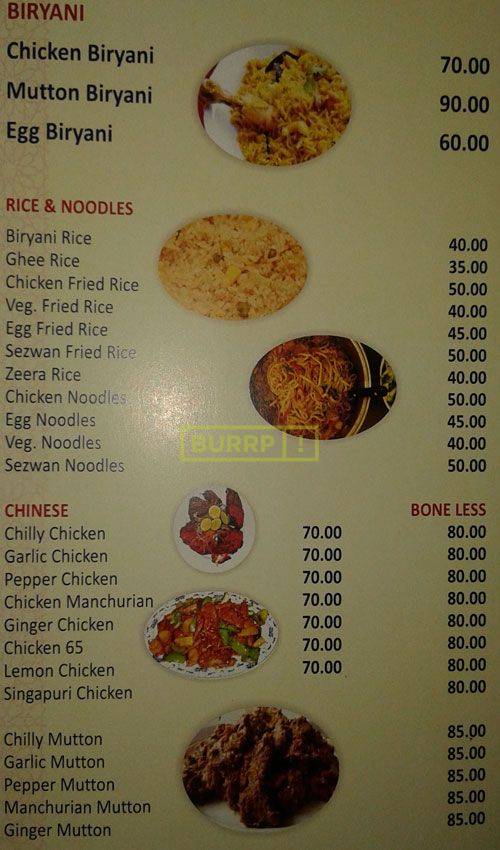 BIRYANI
Chicken Biryani 70.00
Mutton Biryani 90.00
Egg Biryani 60.00
RICE & NOODLES
Biryani Rice 40.00
Ghee Rice 35.00
Chicken Fried Rice 50.00
Veg. Fried Rice 40.00
Egg Fried Rice 45.00
Sezwan Fried Rice 50.00
Zeera Rice 40.00
Chicken Noodles 50.00
Egg Noodles 45.00
BURRP!
Veg. Noodles 40.00
Sezwan Noodles 50.00
CHINESE BONE LESS
Chilly Chicken 70.00 80.00
Garlic Chicken 70.00 80.00
Pepper Chicken 70.00 80.00
Chicken Manchurian 70.00 80.00
Ginger Chicken 70.00 80.00
Chicken 65 70.00 80.00
Lemon Chicken 70.00 80.00
Singapuri Chicken 80.00
Chilly Mutton 85.00
Garlic Mutton 85.00
Pepper Mutton 85.00
Manchurian Mutton 85.00
Ginger Mutton 85.00